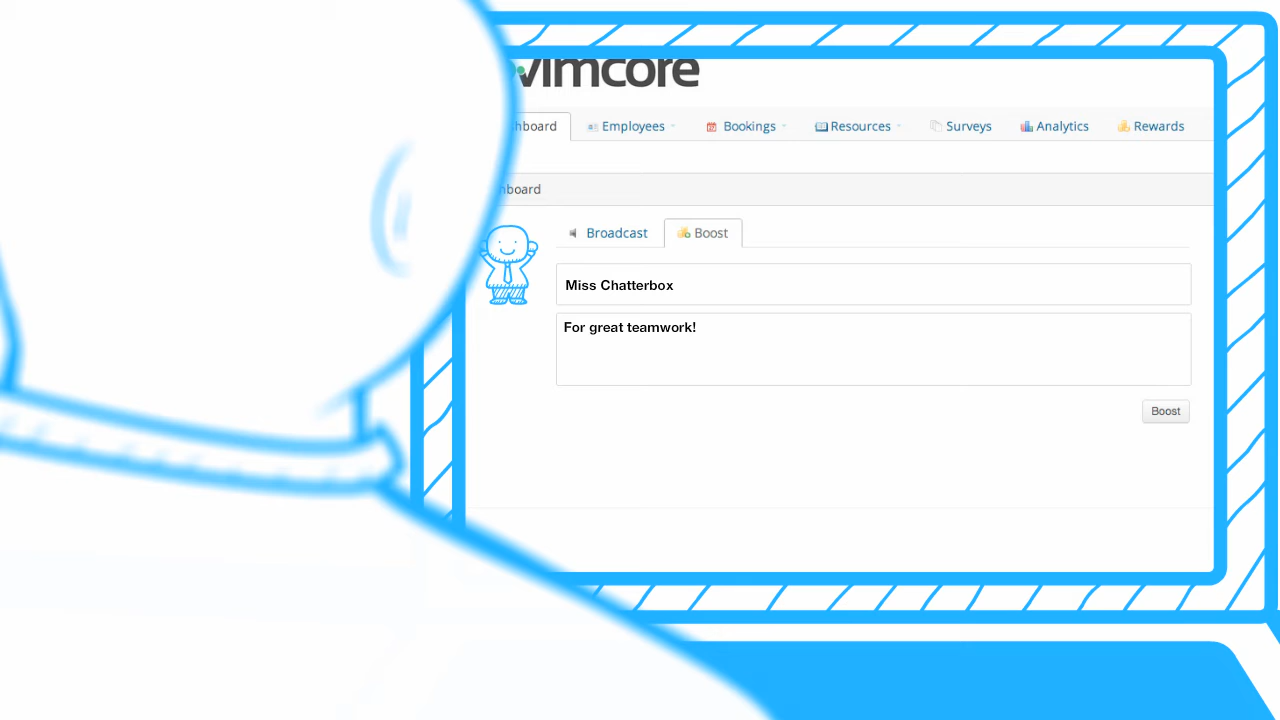 vimcore
hboard Employees Bookings Resources Surveys Analytics Rewards
hboard
Broadcast Boost
Miss Chatterbox
For great teamwork!
Boost